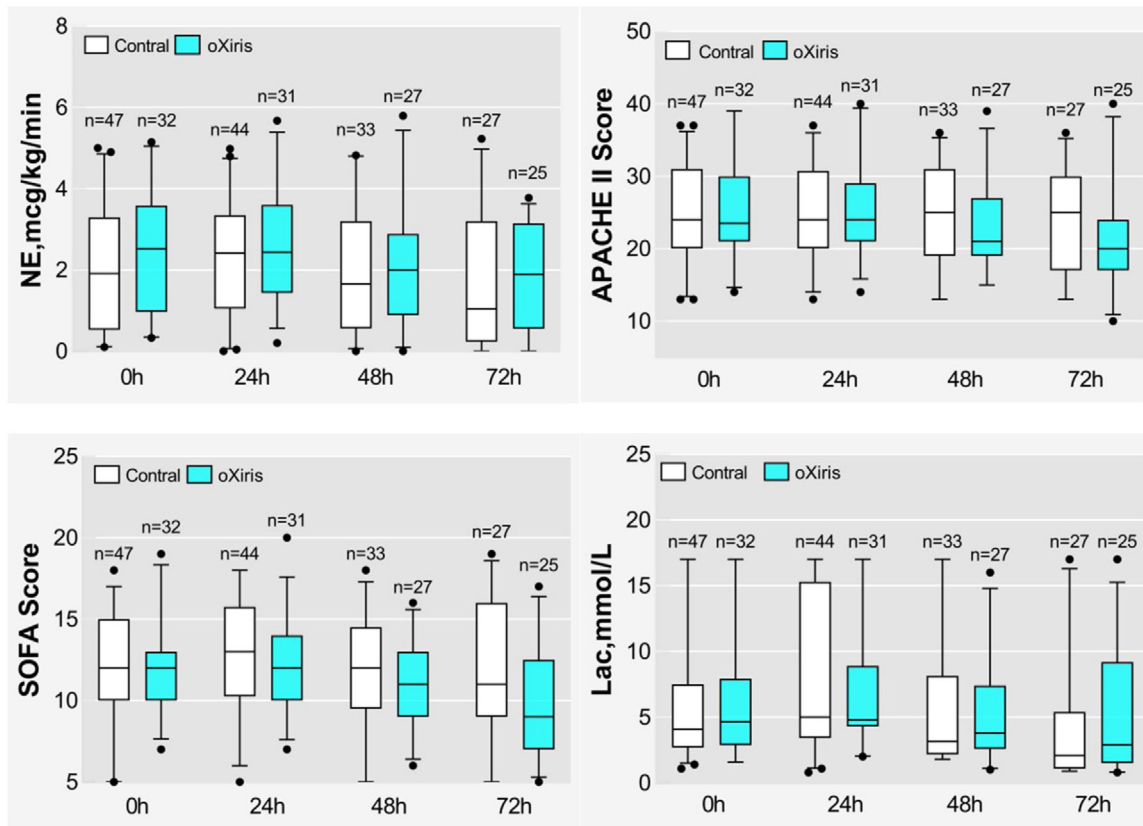 8
Contral oXiris
n=31
n=27
6
n=47 n=32
n=44
n=33
n=27
n=25
4
2
0
NE,mcg/kg/min
0h 24h 48h 72h
50
Contral oXiris
n=31
n=27
n=25
n=47 n=32
n=44
n=33
n=27
40
30
20
10
APACHE II Score
0h 24h 48h 72h
25
Contral oXiris
n=32
n=31
n=27
20
n=47
n=44
n=33
n=27
n=25
15
10
5
SOFA Score
0h 24h 48h 72h
25
Contral oXiris
20
n=47 n=32 n=44 n=31 n=33
n=27
n=27 n=25
15
10
5
0
Lac,mmol/L
0h 24h 48h 72h